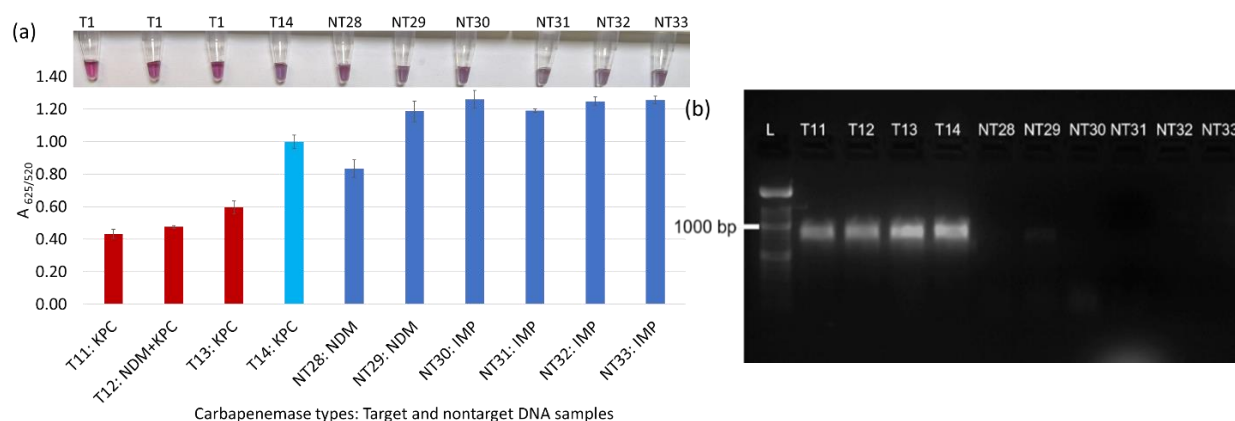 (a)
T1 T1 T1 T14 NT28 NT29 NT30 NT31 NT32 NT33
1.40
1.20
1.00
0.80
0.60
0.40
0.20
0.00
A 625/520
T11: KPC
T12: NDM+KPC
T13: KPC
T14: KPC
NT28: NDM
NT29: NDM
NT30: IMP
NT31: IMP
NT32: IMP
NT33: IMP
Carbapenemase types: Target and nontarget DNA samples
(b)
L T11 T12 T13 T14 NT28 NT29 NT30 NT31 NT32 NT33
1000 bp